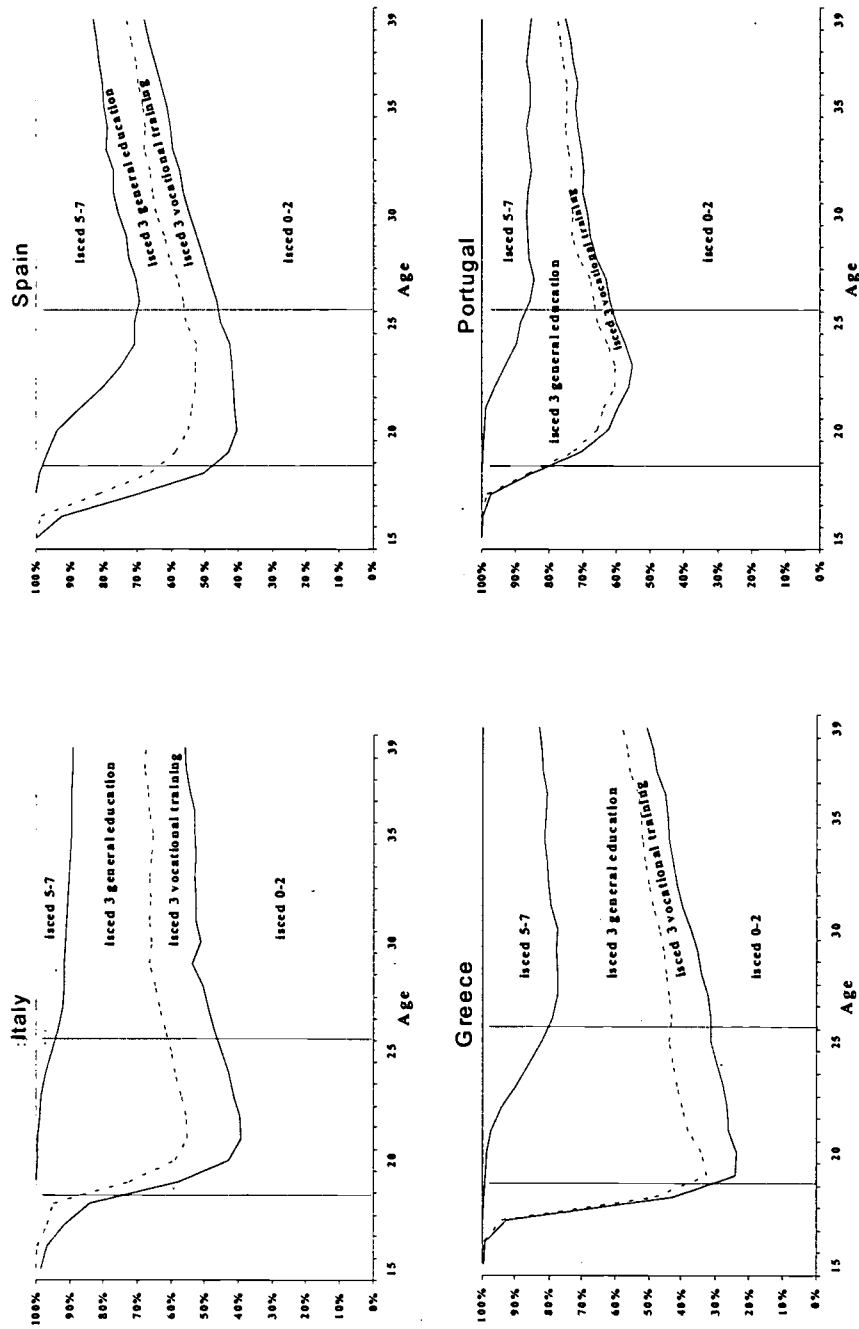 Italy
100%
90%
80%
70%
60%
50%
40%
30%
20%
10%
0%
Isced 5-7
Isced 3 general education
Isced 3 vocational training
Isced 0-2
15
20
25
30
35
39
Age
Spain
100%
90%
80%
70%
60%
50%
40%
30%
20%
10%
0%
Isced 5-7
Isced 3 general education
Isced 3 vocational training
Isced 0-2
15
20
25
30
35
39
Age
Greece
100%
90%
80%
70%
60%
50%
40%
30%
20%
10%
0%
Isced 5-7
Isced 3 general education
Isced 3 vocational training
Isced 0-2
15
20
25
30
35
39
Age
Portugal
100%
90%
80%
70%
60%
50%
40%
30%
20%
10%
0%
Isced 5-7
Isced 3 general education
Isced 3 vocational training
Isced 0-2
15
20
25
30
35
39
Age